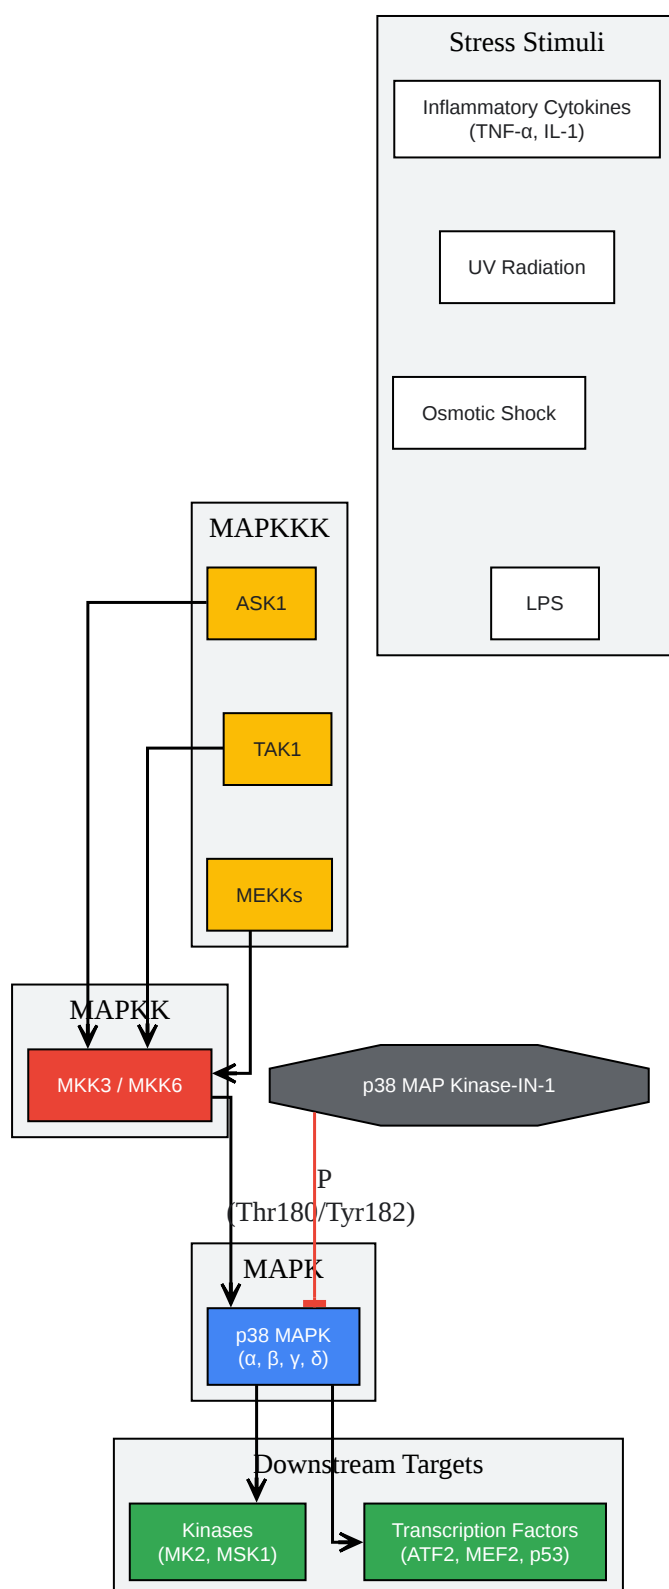 Stress Stimuli
Inflammatory Cytokines
(TNF-α, IL-1)
UV Radiation
Osmotic Shock
LPS
MAPKKK
ASK1
TAK1
MEKKs
MAPKK
MKK3 / MKK6
p38 MAP Kinase-IN-1
P
(Thr180/Tyr182)
MAPK
p38 MAPK
(α, β, γ, δ)
Downstream Targets
Kinases
(MK2, MSK1)
Transcription Factors
(ATF2, MEF2, p53)